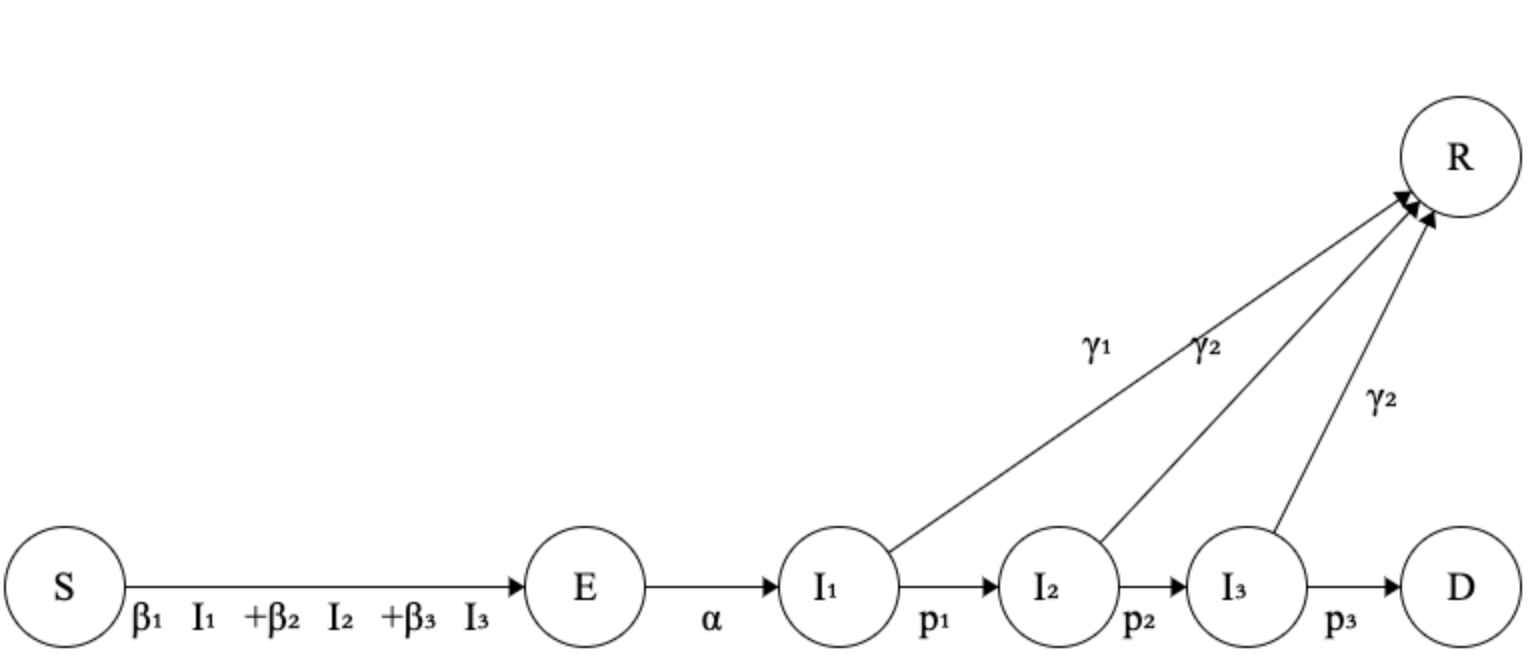 R
γ₁ γ₂
γ₂
S E I₁ I₂ I₃ D
β₁ I₁ +β₂ I₂ +β₃ I₃ α p₁ p₂ p₃